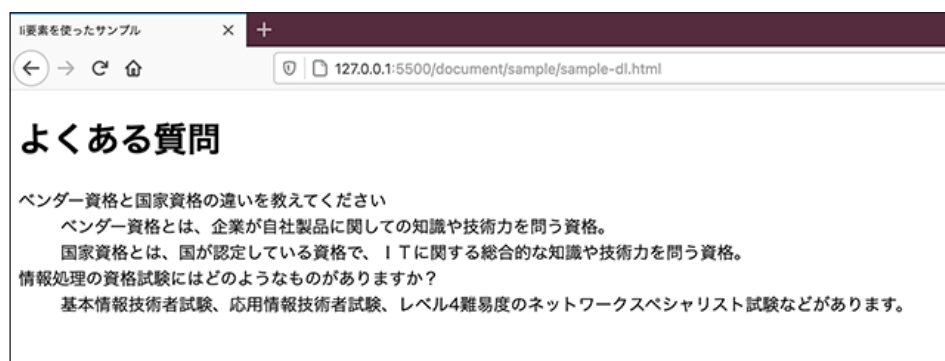 li要素を使ったサンプル
127.0.0.1:5500/document/sample/sample-dl.html
よくある質問
ベンダー資格と国家資格の違いを教えてください
ベンダー資格とは、企業が自社製品に関しての知識や技術力を問う資格。
国家資格とは、国が認定している資格で、ＩＴに関する総合的な知識や技術力を問う資格。
情報処理の資格試験にはどのようなものがありますか？
基本情報技術者試験、応用情報技術者試験、レベル4難易度のネットワークスペシャリスト試験などがあります。